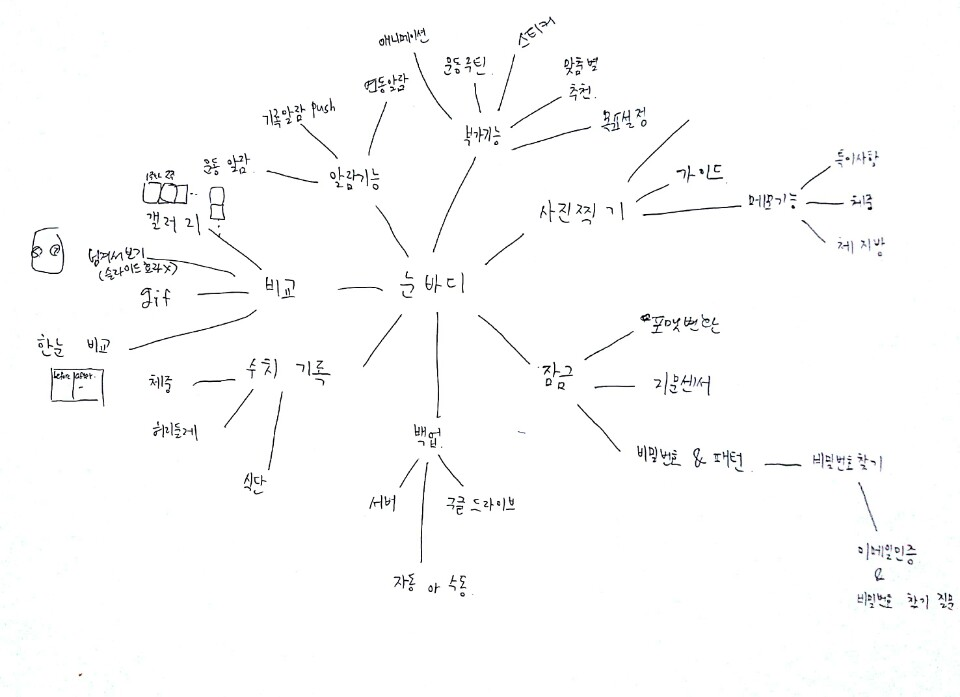 애니메이션
스티커
운동루틴
맞춤별
추천
연동알람
기록알람 push
목표설정
부가기능
운동 알람
알람기능
가이드
특이사항
사진찍기
메모기능
체중
체지방
갤러리
넘겨서보기
(슬라이드효과X)
gif
비교
눈바디
한눈 비교
before after
포맷변환
수치 기록
잠금
체중
지문센서
허리둘레
백업
비밀번호 & 패턴
비밀번호찾기
식단
서버
구글드라이브
이메일인증
&
자동 아 수동
비밀번호 찾기 질문